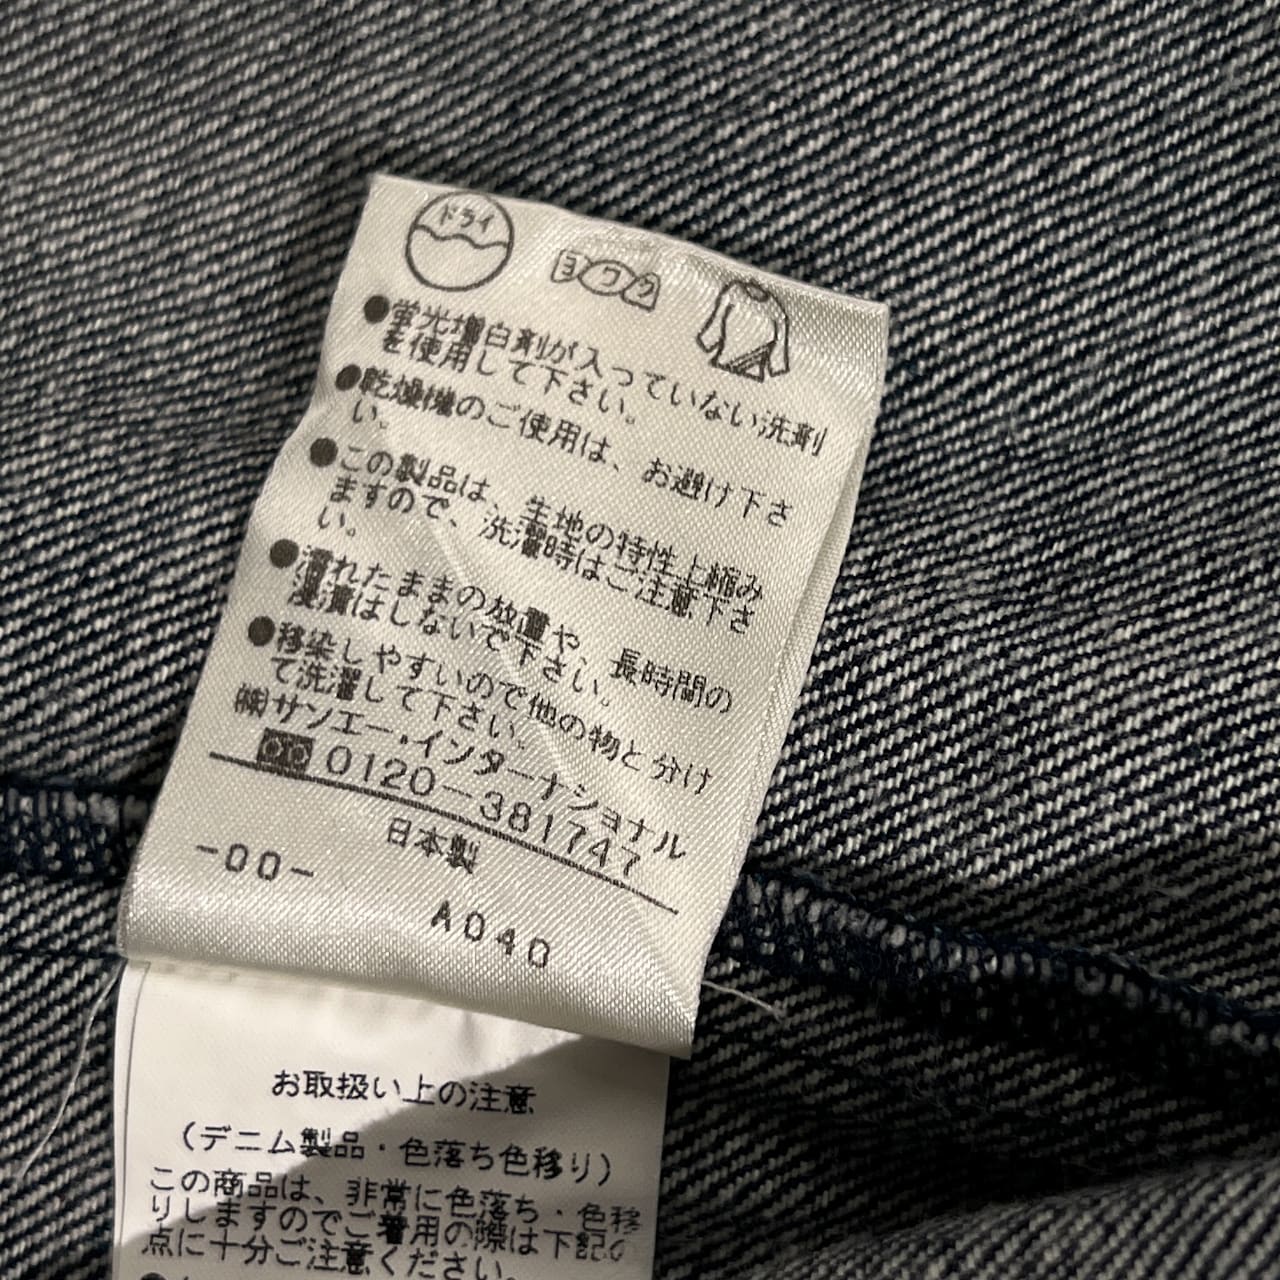 ドライ
ヨワク
●蛍光増白剤が入っていない洗剤
を使用して下さい。
●乾燥機のご使用は、お避け下さ
い。
●この製品は、生地の特性上縮み
ますので、洗濯時はご注意下さ
い。
●濡れたままの放置や、長時間の
浸漬はしないで下さい。
●移染しやすいので他の物と分け
て洗濯して下さい。
㈱サンエー・インターナショナル
0120-381747
日本製
-00-
A040
お取扱い上の注意
(デニム製品・色落ち色移り)
この商品は、非常に色落ち・色移
りしますのでご着用の際は下記の
点に十分ご注意ください。